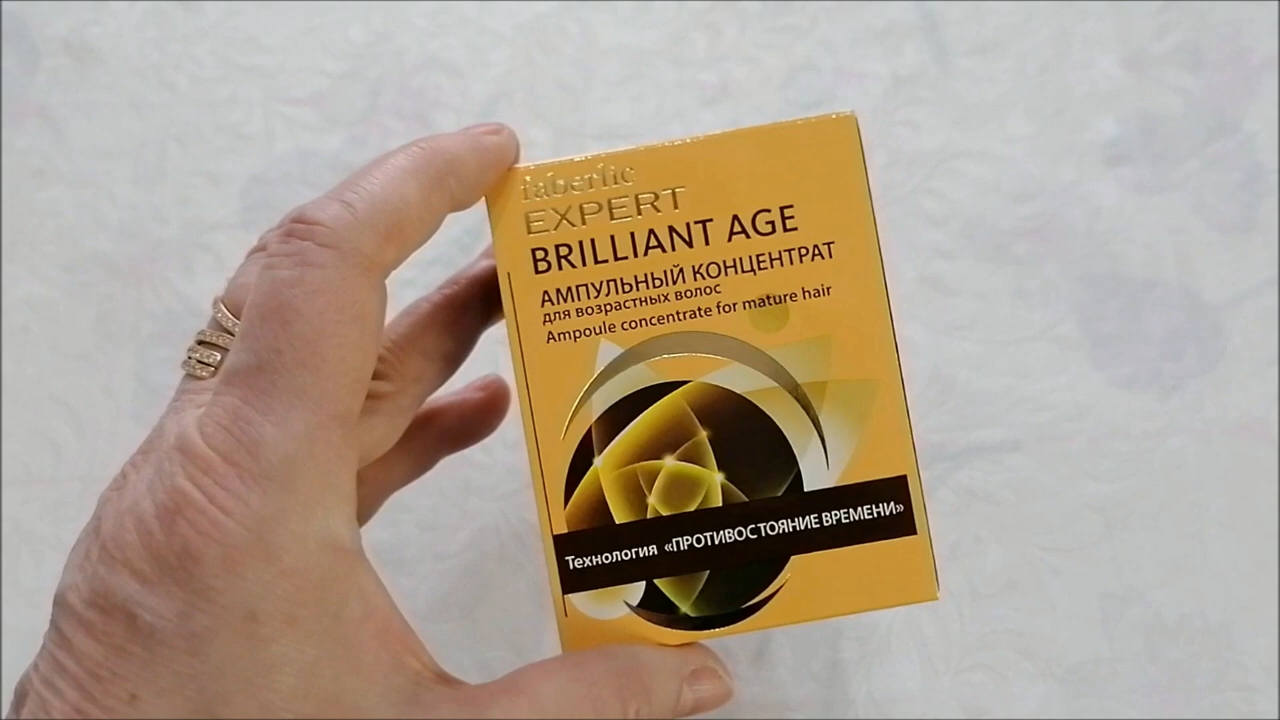 faberlic
EXPERT
BRILLIANT AGE
АМПУЛЬНЫЙ КОНЦЕНТРАТ
для возрастных волос
Ampoule concentrate for mature hair
Технология «ПРОТИВОСТОЯНИЕ ВРЕМЕНИ»